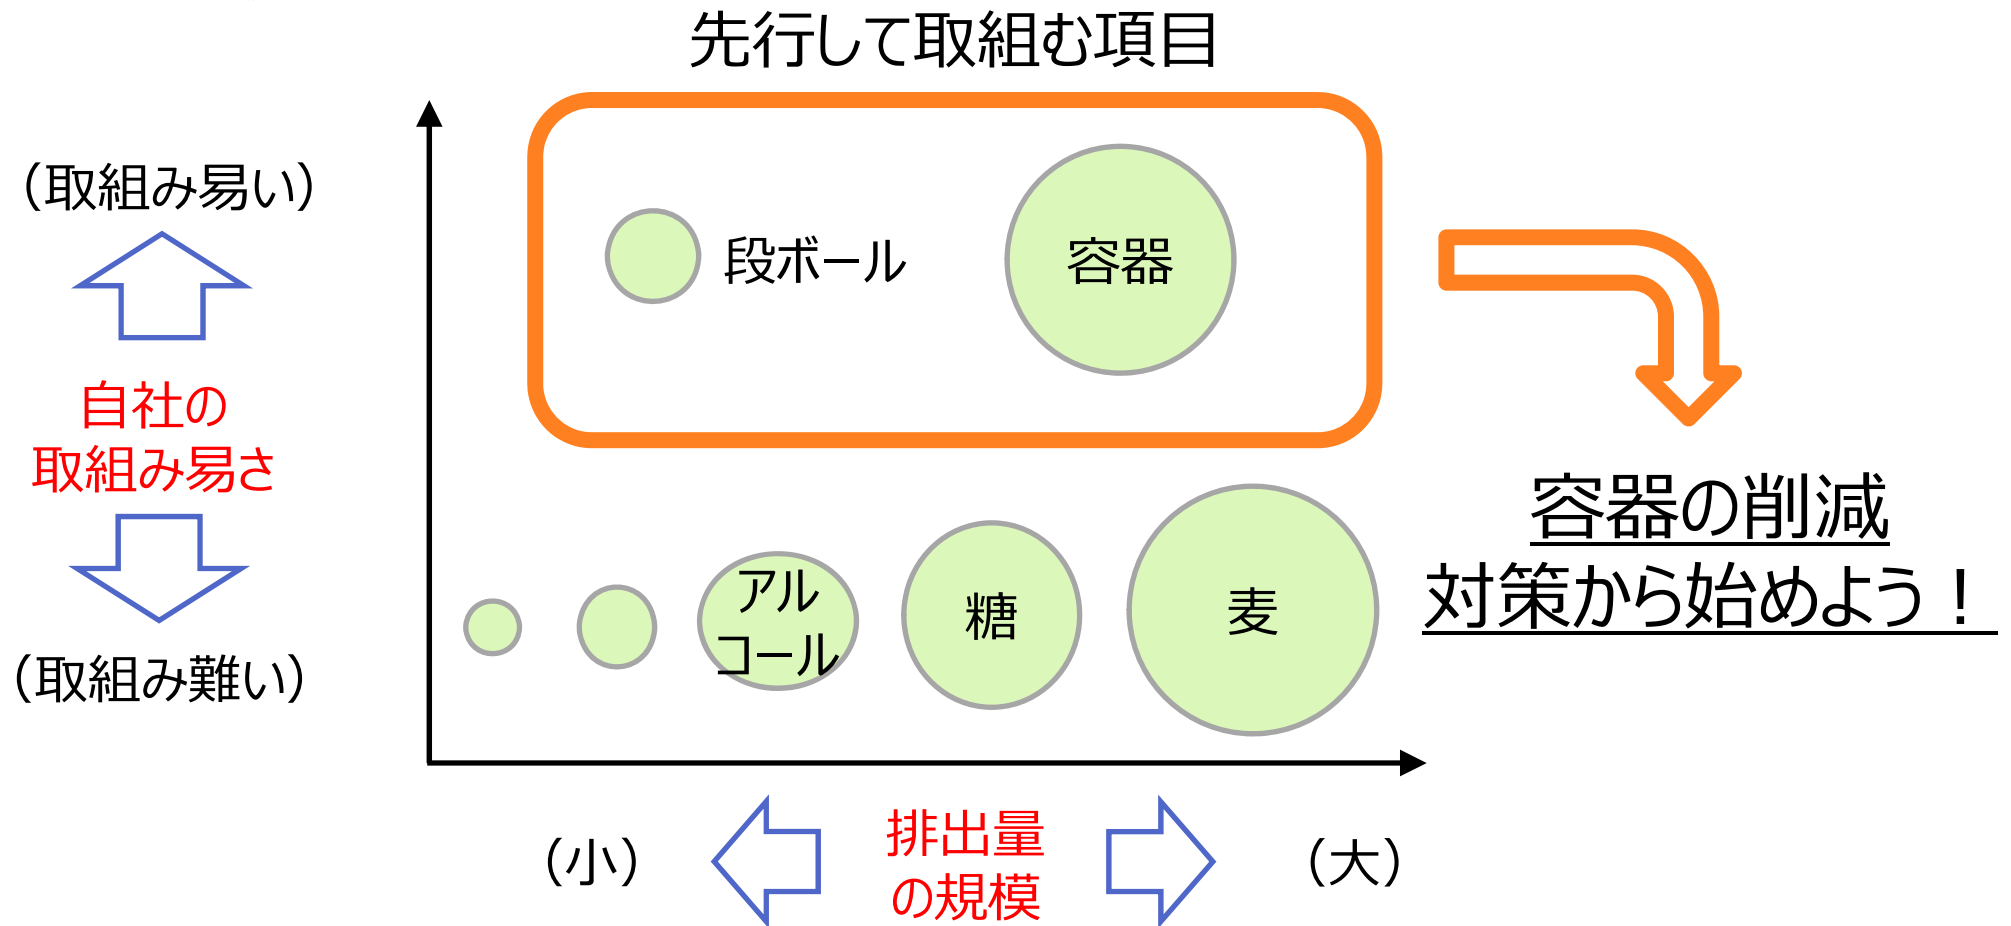 先行して取組む項目
（取組み易い）
段ボール
容器
自社の
取組み易さ
容器の削減
対策から始めよう！
アル
コール
糖
麦
（取組み難い）
（小）
排出量
の規模
（大）